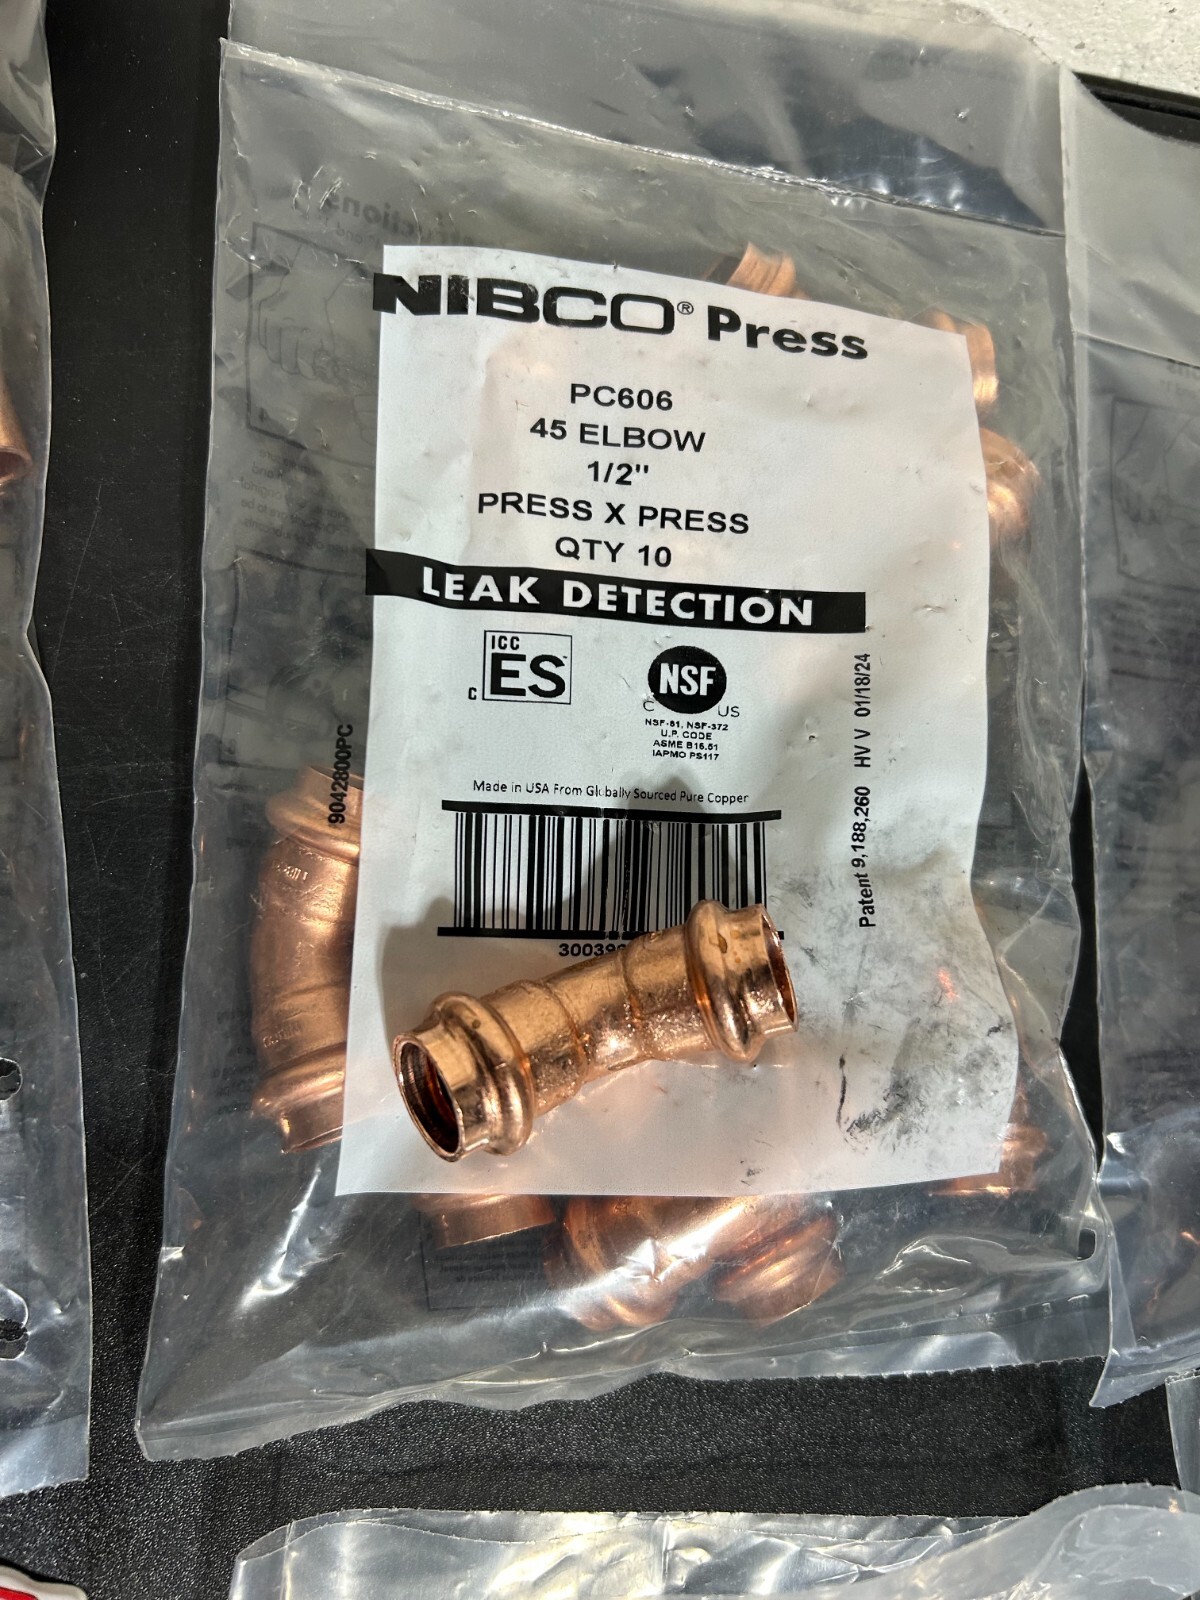 NIBCO® Press
PC606
45 ELBOW
1/2"
PRESS X PRESS
QTY 10
LEAK DETECTION
ICC
C ES
NSF
C US
NSF-61, NSF-372
U.P. CODE
ASME B16.51
IAPMO PS117
Made in USA From Globally Sourced Pure Copper
9042800PC
Patent 9,188,260 HV V 01/18/24